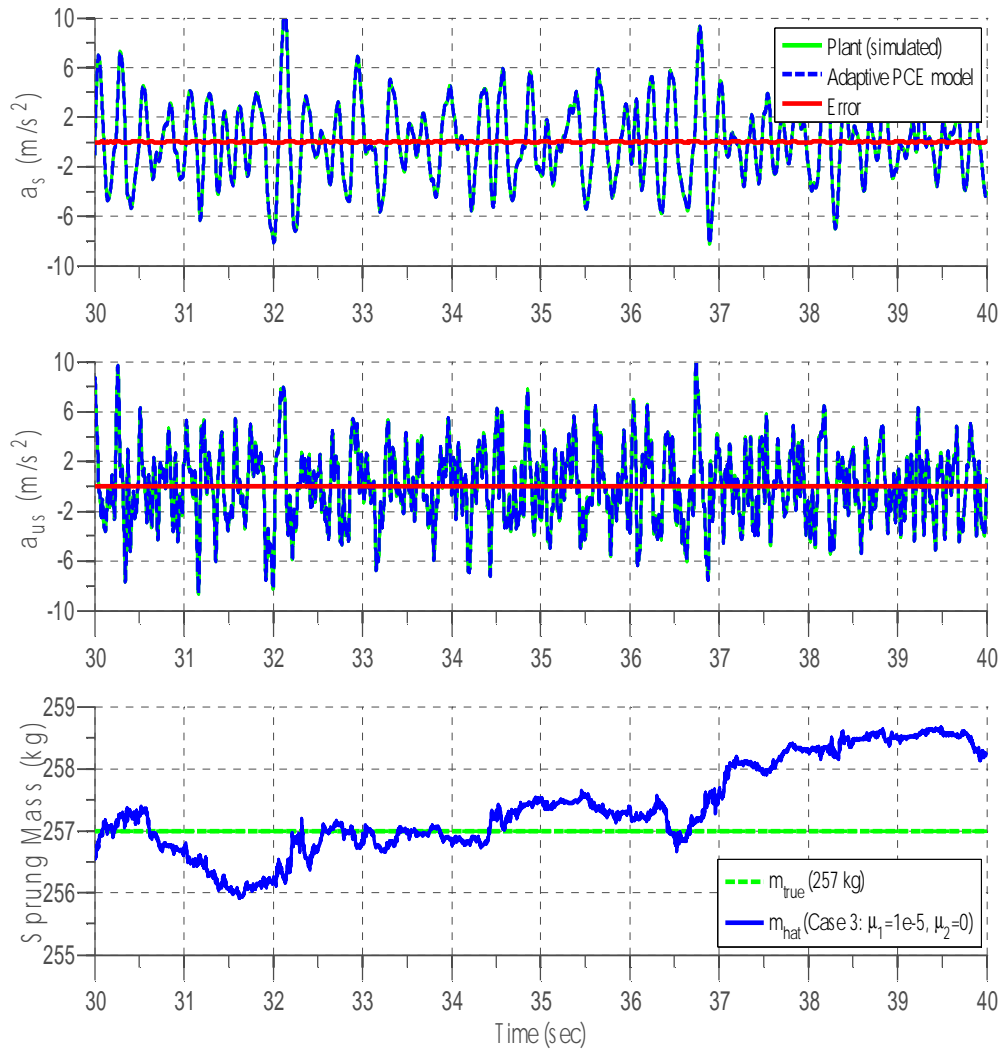 10
6
2
-2
-6
-10
a_s (m/s²)
Plant (simulated)
Adaptive PCE model
Error
30 31 32 33 34 35 36 37 38 39 40
10
6
2
-2
-6
-10
a_us (m/s²)
30 31 32 33 34 35 36 37 38 39 40
259
258
257
256
255
Sprung Mass (kg)
m_true (257 kg)
m_hat (Case 3: μ_1=1e-5, μ_2=0)
30 31 32 33 34 35 36 37 38 39 40
Time (sec)